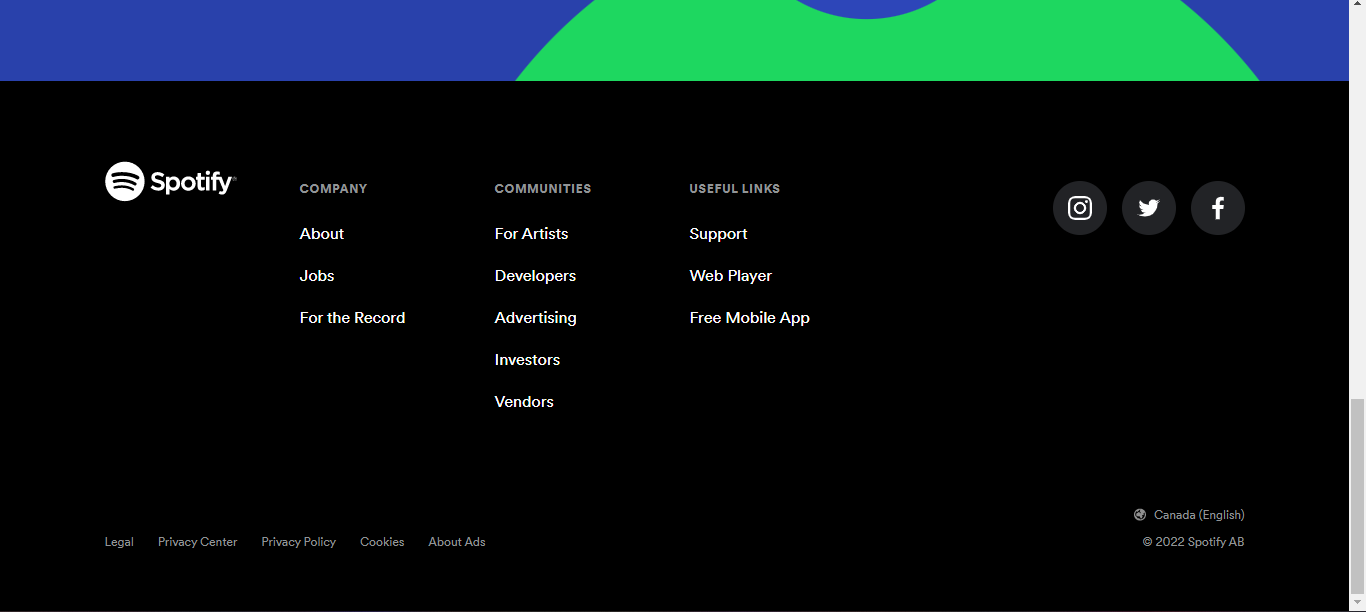 Spotify
COMPANY
About
Jobs
For the Record
COMMUNITIES
For Artists
Developers
Advertising
Investors
Vendors
USEFUL LINKS
Support
Web Player
Free Mobile App
Canada (English)
Legal Privacy Center Privacy Policy Cookies About Ads
© 2022 Spotify AB